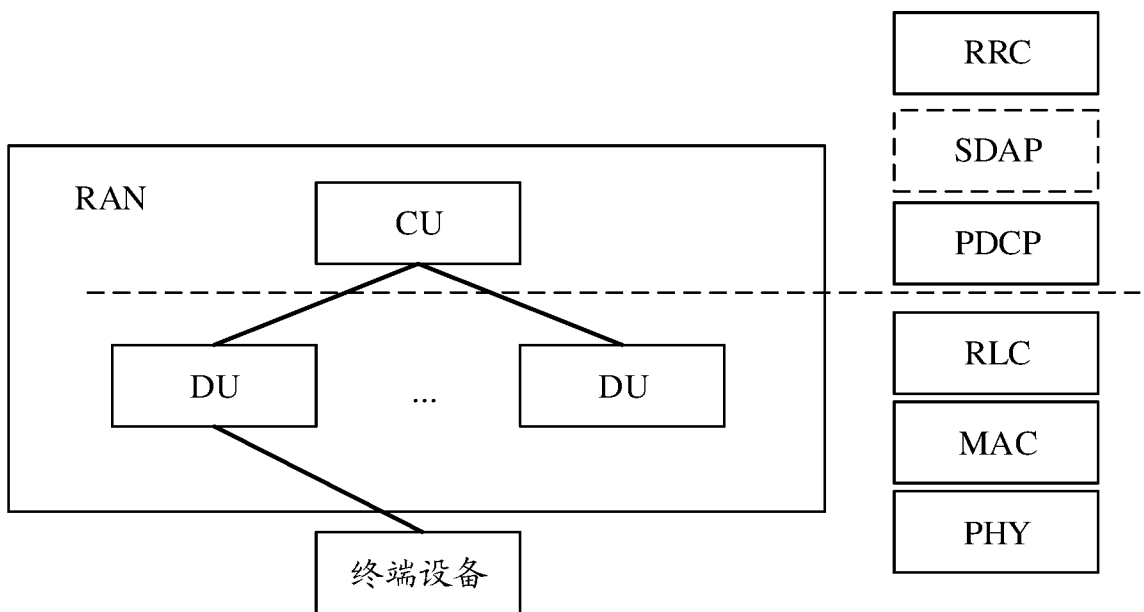 RRC
SDAP
RAN
CU
PDCP
RLC
DU
...
DU
MAC
PHY
终端设备